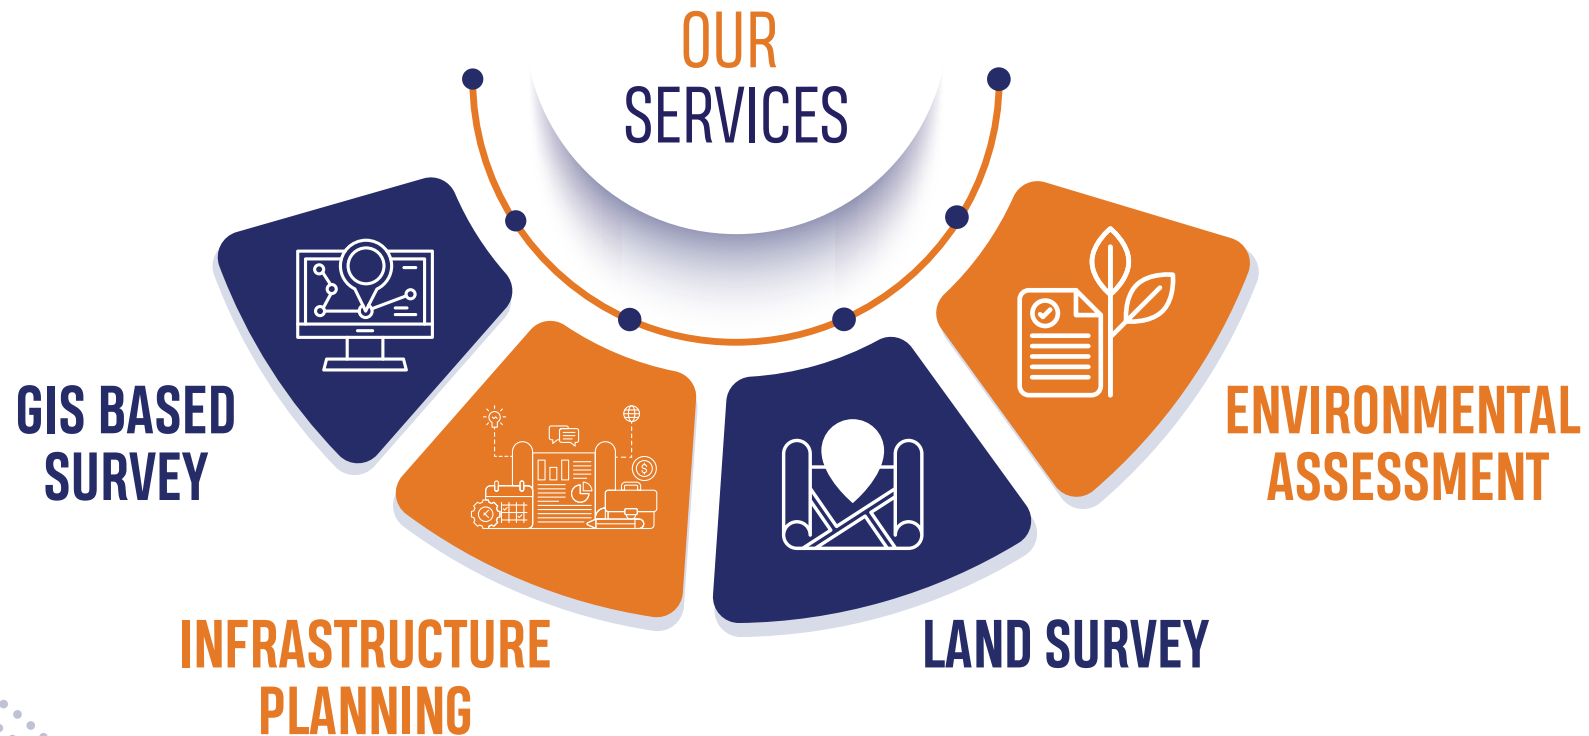 OUR
SERVICES
GIS BASED
SURVEY
INFRASTRUCTURE
PLANNING
LAND SURVEY
ENVIRONMENTAL
ASSESSMENT